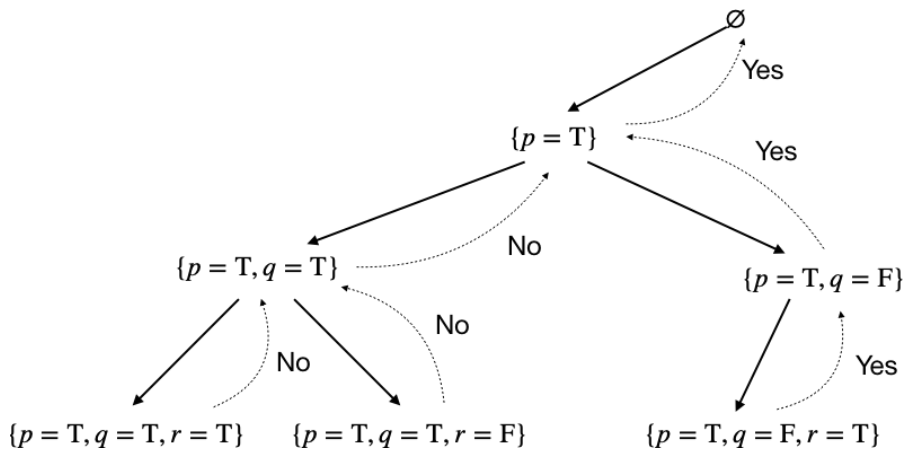 ∅
Yes
{p = T}
Yes
No
{p = T, q = T}
{p = T, q = F}
No
No
Yes
{p = T, q = T, r = T}
{p = T, q = T, r = F}
{p = T, q = F, r = T}